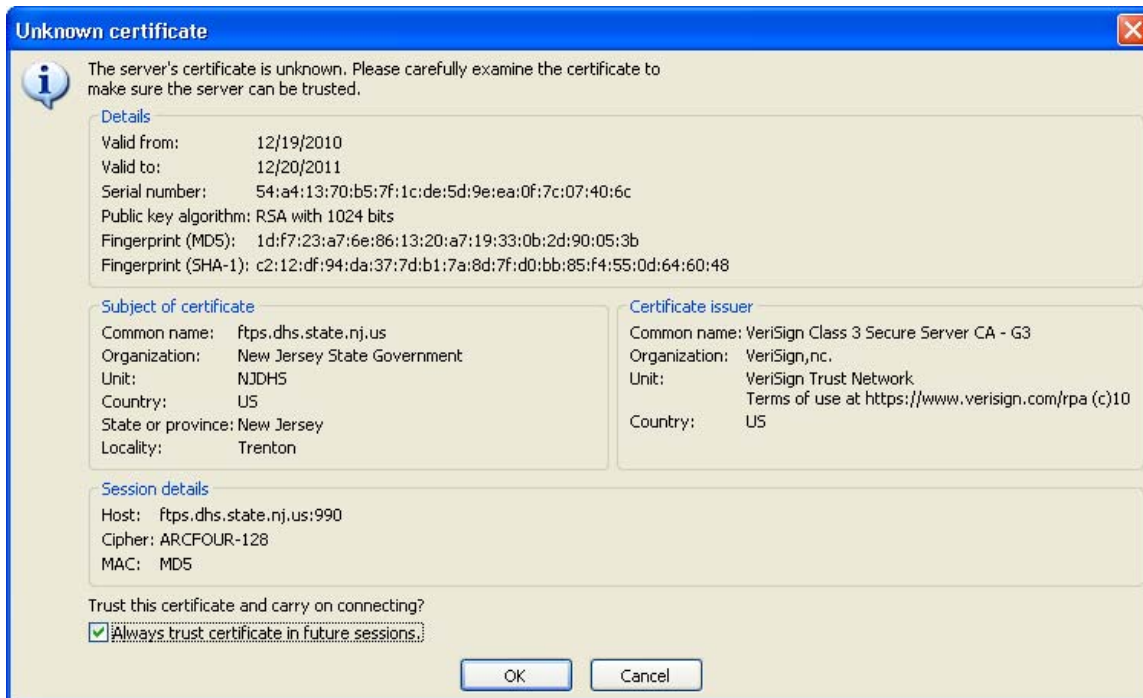 Unknown certificate
The server's certificate is unknown. Please carefully examine the certificate to
make sure the server can be trusted.
Details
Valid from: 12/19/2010
Valid to: 12/20/2011
Serial number: 54:a4:13:70:b5:7f:1c:de:5d:9e:ea:0f:7c:07:40:6c
Public key algorithm: RSA with 1024 bits
Fingerprint (MD5): 1d:f7:23:a7:6e:86:13:20:a7:19:33:0b:2d:90:05:3b
Fingerprint (SHA-1): c2:12:df:94:da:37:7d:b1:7a:8d:7f:d0:bb:85:f4:55:0d:64:60:48
Subject of certificate
Common name: ftps.dhs.state.nj.us
Organization: New Jersey State Government
Unit: NJDHS
Country: US
State or province: New Jersey
Locality: Trenton
Certificate issuer
Common name: VeriSign Class 3 Secure Server CA - G3
Organization: VeriSign,nc.
Unit: VeriSign Trust Network
Terms of use at https://www.verisign.com/rpa (c)10
Country: US
Session details
Host: ftps.dhs.state.nj.us:990
Cipher: ARCFOUR-128
MAC: MD5
Trust this certificate and carry on connecting?
Always trust certificate in future sessions.
OK
Cancel